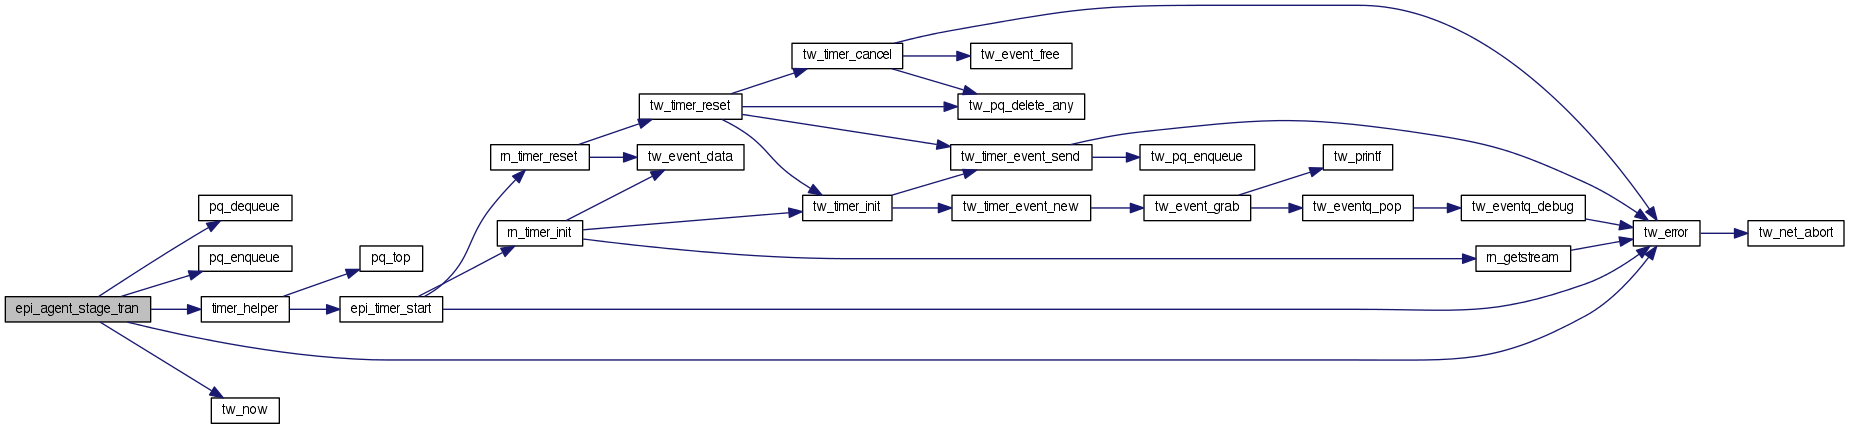 tw_timer_cancel
tw_event_free
tw_timer_reset
tw_pq_delete_any
rn_timer_reset
tw_event_data
tw_timer_event_send
tw_pq_enqueue
tw_printf
pq_dequeue
tw_timer_init
tw_timer_event_new
tw_event_grab
tw_eventq_pop
tw_eventq_debug
rn_timer_init
tw_error
tw_net_abort
pq_enqueue
pq_top
rn_getstream
epi_agent_stage_tran
timer_helper
epi_timer_start
tw_now